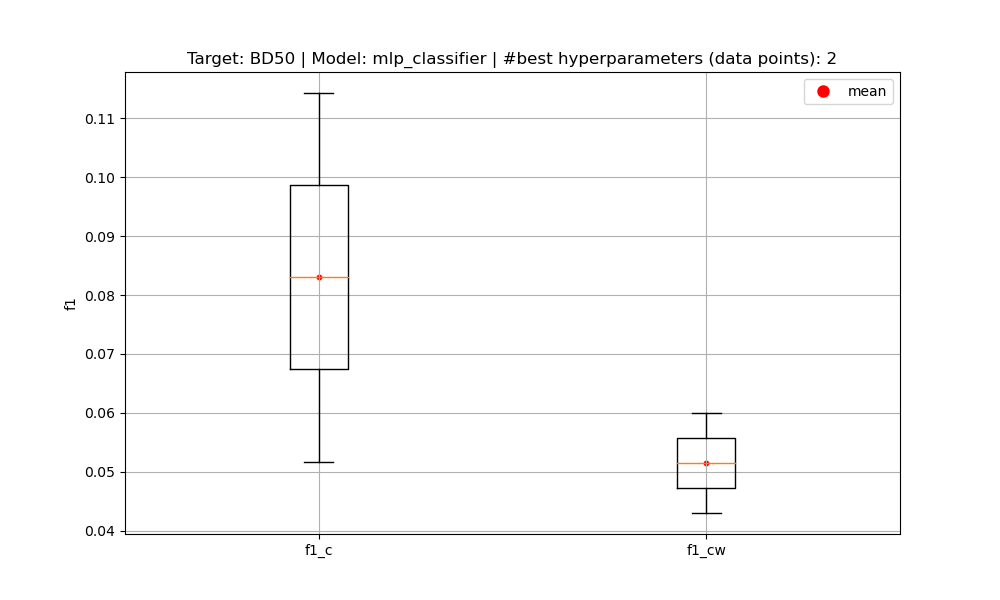 Target: BD50 | Model: mlp_classifier | #best hyperparameters (data points): 2
mean
0.11
0.10
0.09
0.08
0.07
0.06
0.05
0.04
f1
f1_c
f1_cw